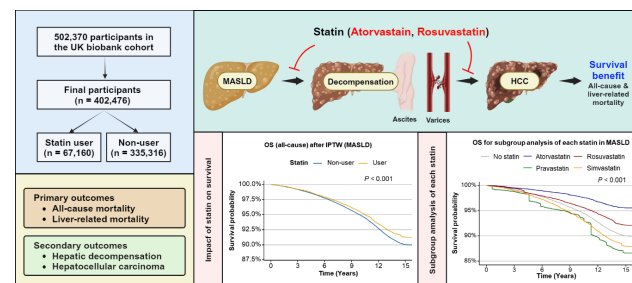 502,370 participants in
the UK biobank cohort
Final participants
(n = 402,476)
Statin user
(n = 67,160)
Non-user
(n = 335,316)
Primary outcomes
• All-cause mortality
• Liver-related mortality
Secondary outcomes
• Hepatic decompensation
• Hepatocellular carcinoma
Statin (Atorvastain, Rosuvastatin)
MASLD
Decompensation
Ascites
Varices
HCC
Survival
benefit
All-cause &
liver-related
mortality
Impact of statin on survival
OS (all-cause) after IPTW (MASLD)
Statin
Non-user
User
P < 0.001
Survival probability
100.0%
97.5%
95.0%
92.5%
90.0%
87.5%
0
3
6
9
12
15
Time (Years)
Subgroup analysis of each statin
OS for subgroup analysis of each statin in MASLD
No statin
Atorvastatin
Rosuvastatin
Pravastatin
Simvastatin
P < 0.001
Survival probability
100%
95%
90%
85%
0
3
6
9
12
15
Time (Years)